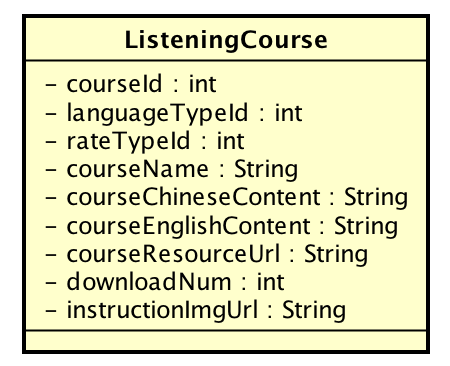 ListeningCourse
- courseId : int
- languageTypeId : int
- rateTypeId : int
- courseName : String
- courseChineseContent : String
- courseEnglishContent : String
- courseResourceUrl : String
- downloadNum : int
- instructionImgUrl : String